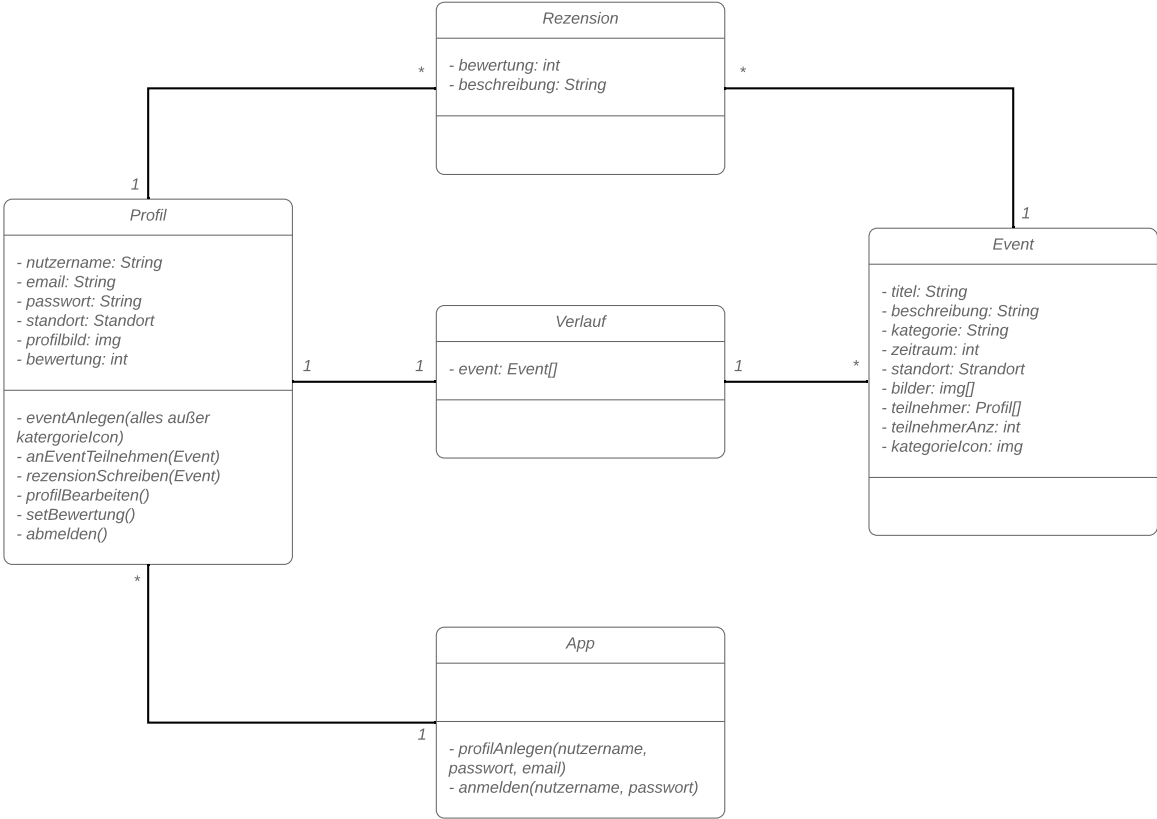 Rezension
- bewertung: int
- beschreibung: String
*
*
1
1
Profil
- nutzername: String
- email: String
- passwort: String
- standort: Standort
- profilbild: img
- bewertung: int
- eventAnlegen(alles außer
katergorieIcon)
- anEventTeilnehmen(Event)
- rezensionSchreiben(Event)
- profilBearbeiten()
- setBewertung()
- abmelden()
1
1
Verlauf
- event: Event[]
1
*
Event
- titel: String
- beschreibung: String
- kategorie: String
- zeitraum: int
- standort: Strandort
- bilder: img[]
- teilnehmer: Profil[]
- teilnehmerAnz: int
- kategorieIcon: img
*
1
App
- profilAnlegen(nutzername,
passwort, email)
- anmelden(nutzername, passwort)